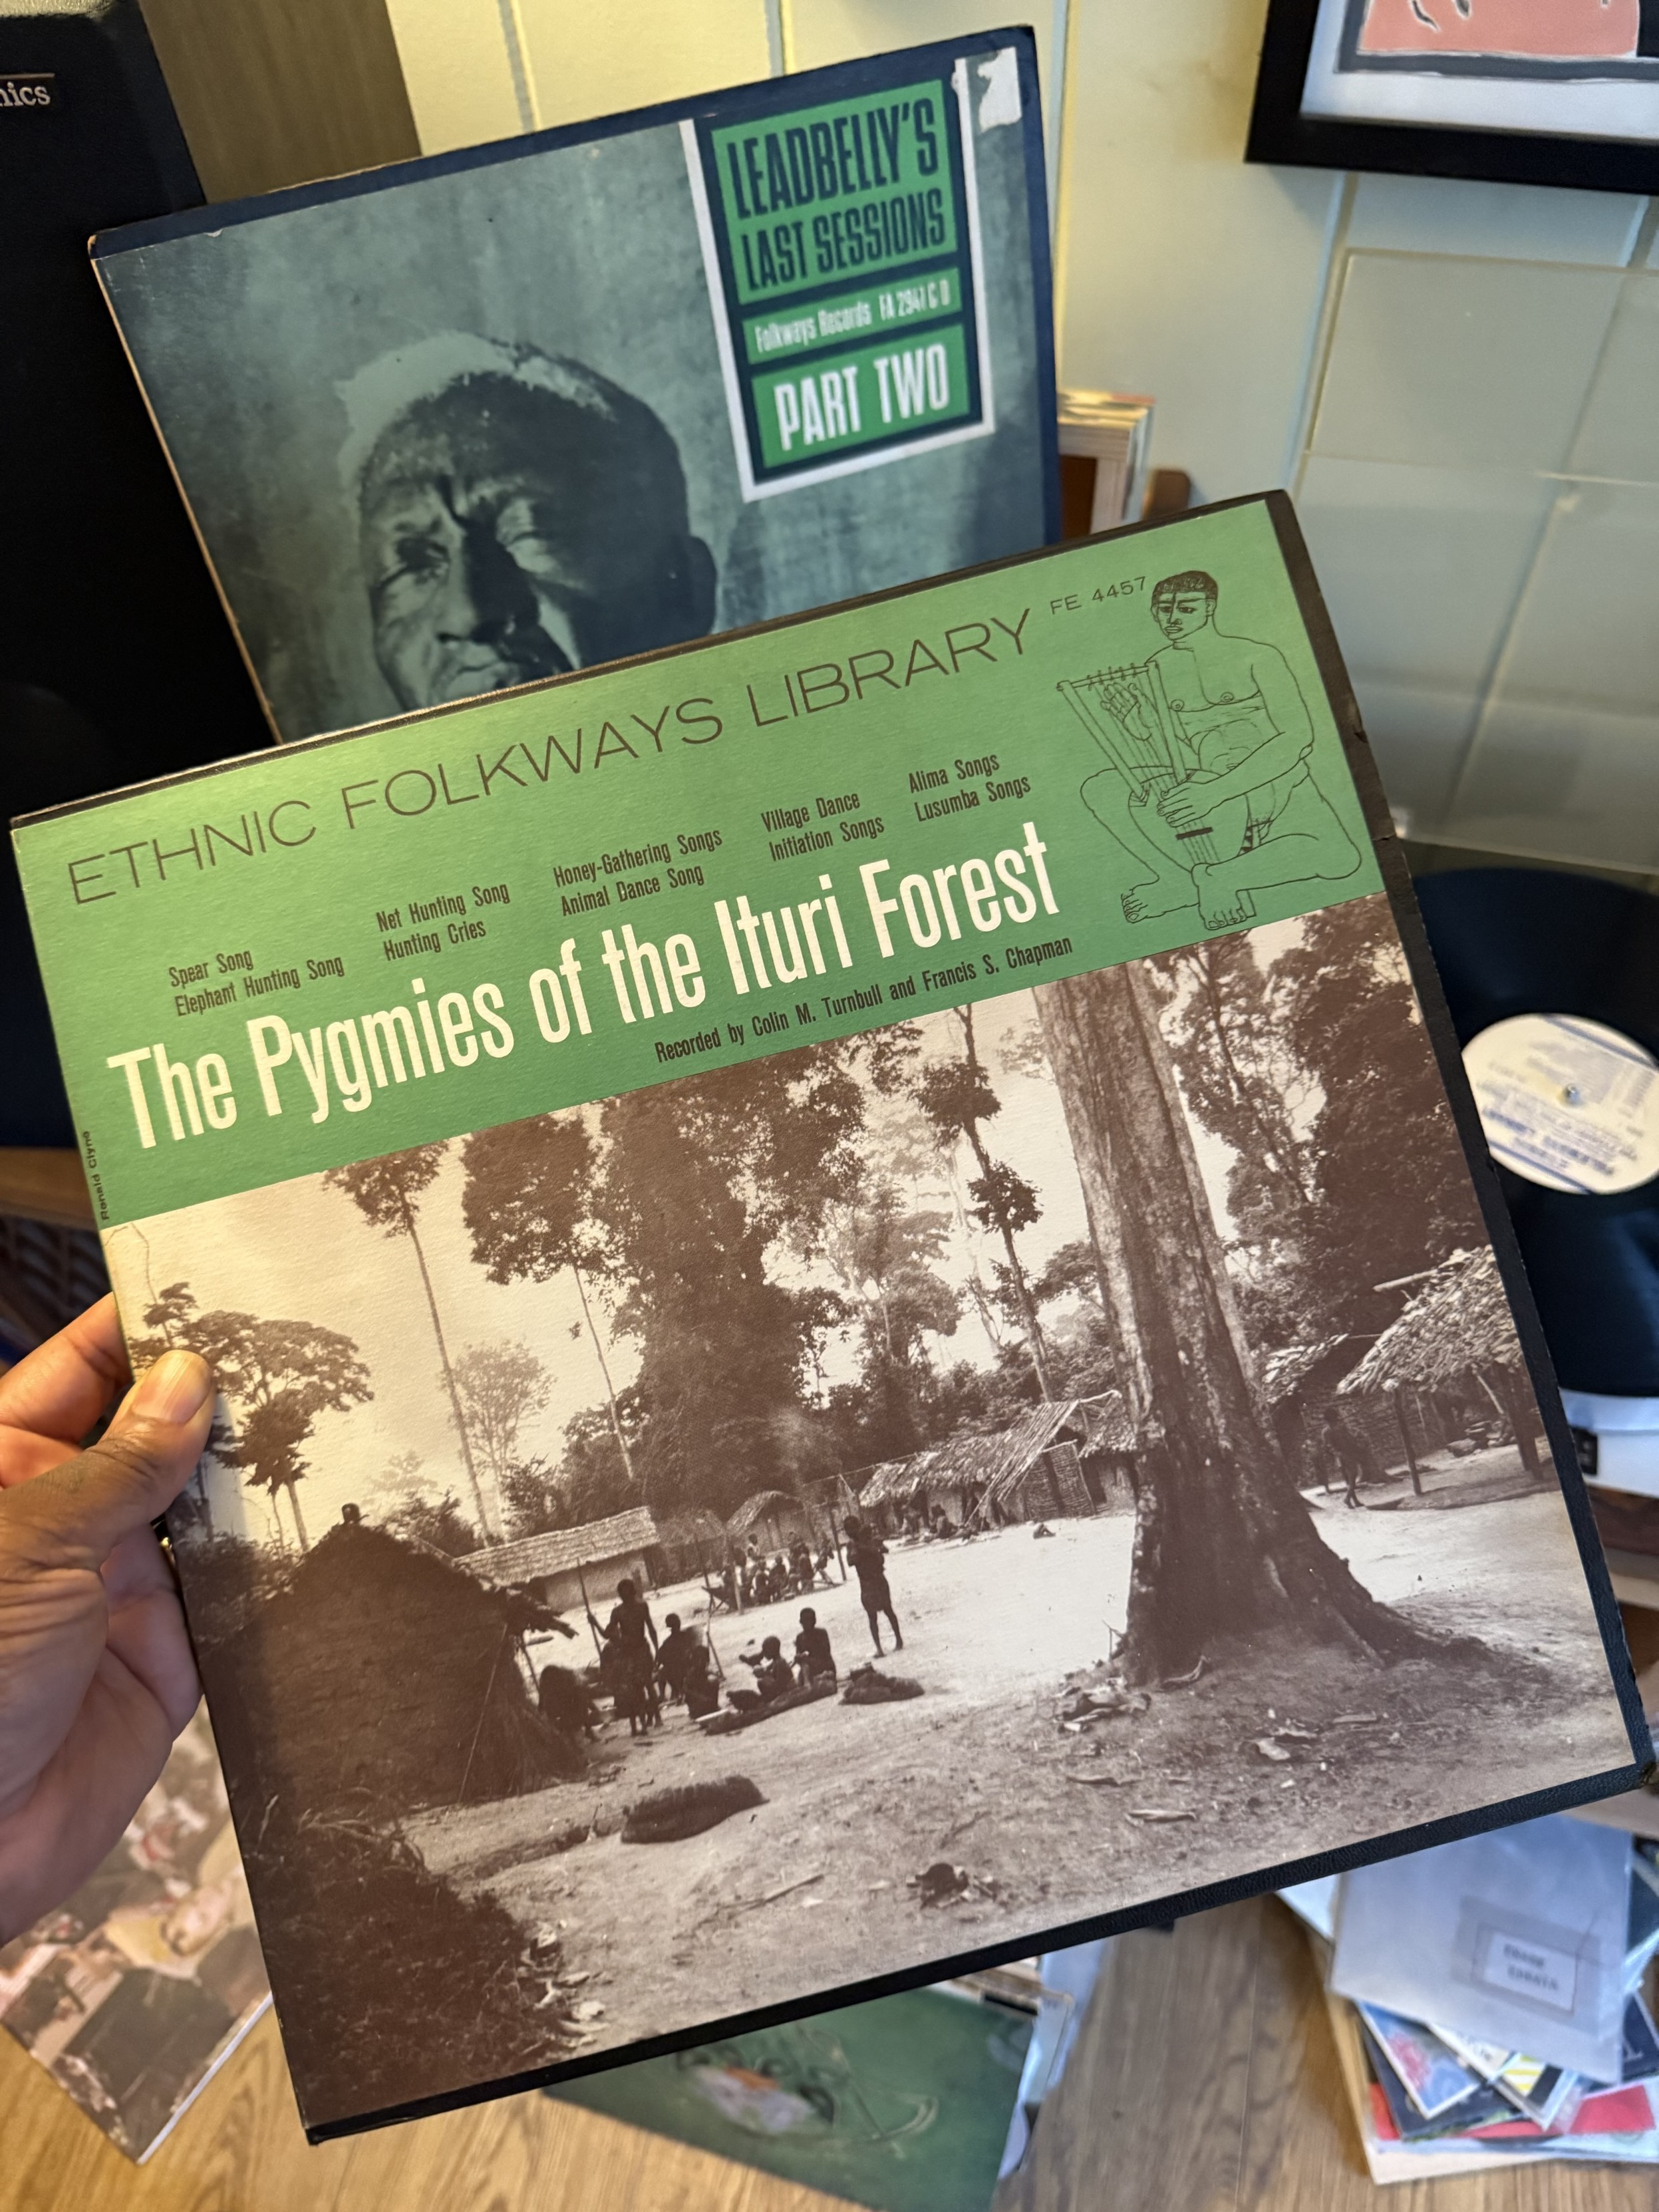 LEADBELLY'S
LAST SESSIONS
Folkways Records FA 2947 C D
PART TWO
ETHNIC FOLKWAYS LIBRARY FE 4457
Spear Song
Elephant Hunting Song
Net Hunting Song
Hunting Cries
Honey-Gathering Songs
Animal Dance Song
Village Dance
Initiation Songs
Alima Songs
Lusumba Songs
The Pygmies of the Ituri Forest
Recorded by Colin M. Turnbull and Francis S. Chapman
Ronald Clyne